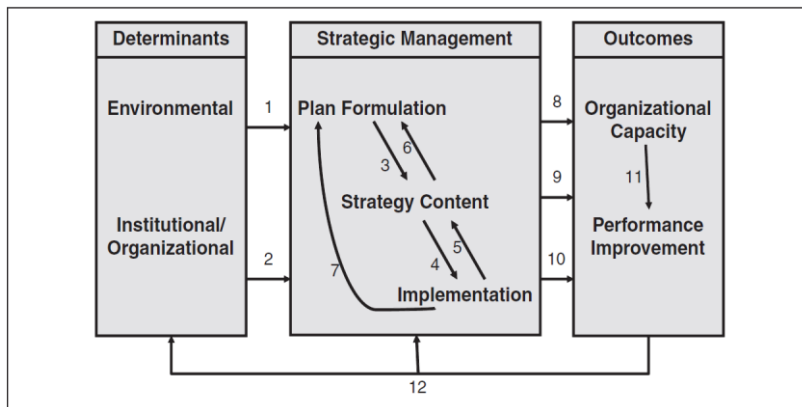 Determinants
Environmental
Institutional/
Organizational
1
2
Strategic Management
Plan Formulation
3
6
Strategy Content
4
5
7
Implementation
8
9
10
Outcomes
Organizational
Capacity
11
Performance
Improvement
12